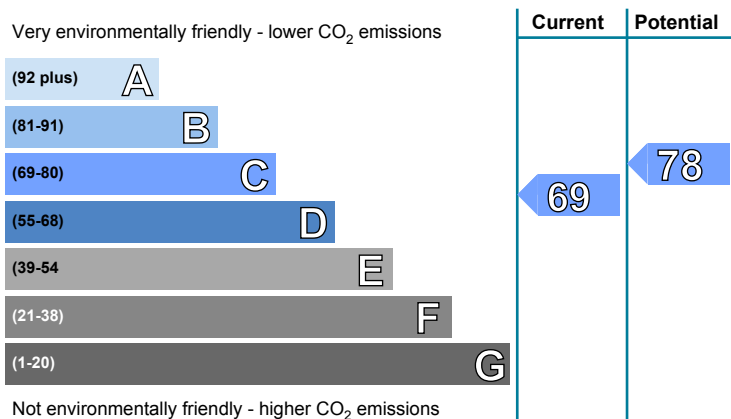 Very environmentally friendly - lower CO₂ emissions
Current
Potential
(92 plus) A
(81-91) B
(69-80) C
(55-68) D
(39-54 E
(21-38) F
(1-20) G
69
78
Not environmentally friendly - higher CO₂ emissions